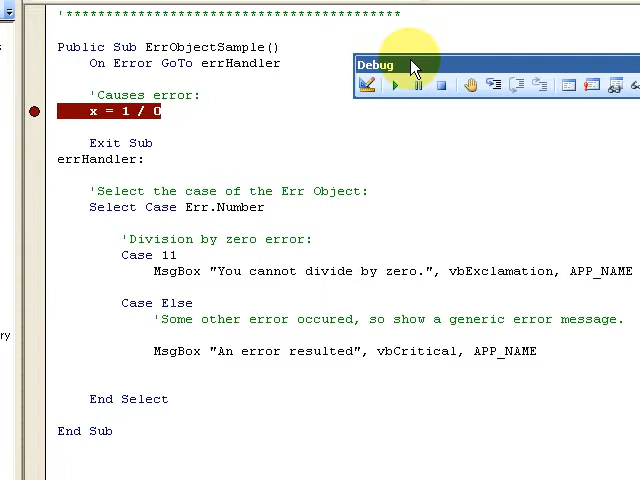 '******************************************
Public Sub ErrObjectSample()
On Error GoTo errHandler
Debug
'Causes error:
x = 1 / 0
Exit Sub
errHandler:
'Select the case of the Err Object:
Select Case Err.Number
'Division by zero error:
Case 11
MsgBox "You cannot divide by zero.", vbExclamation, APP_NAME
Case Else
'Some other error occured, so show a generic error message.
ry
MsgBox "An error resulted", vbCritical, APP_NAME
End Select
End Sub